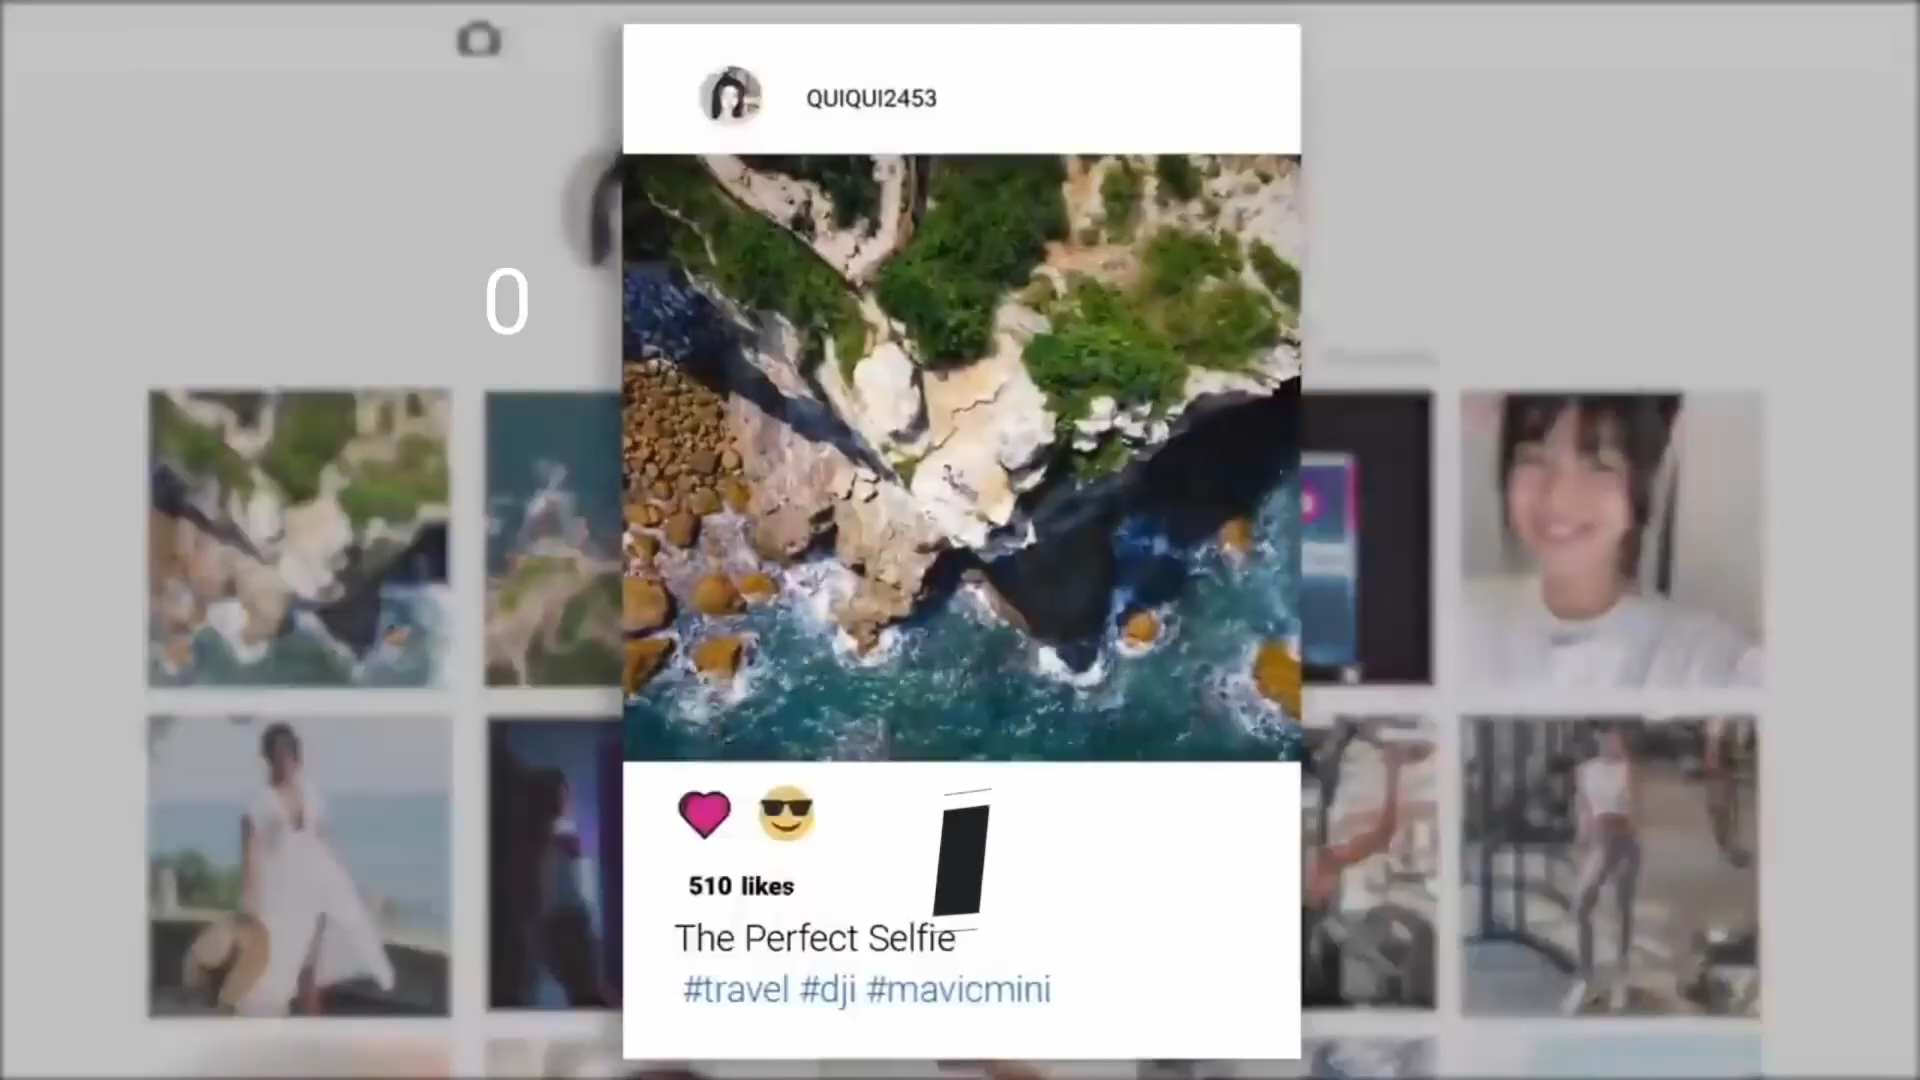 QUIQUI2453
0
510 likes
The Perfect Selfie
#travel #dji #mavicmini